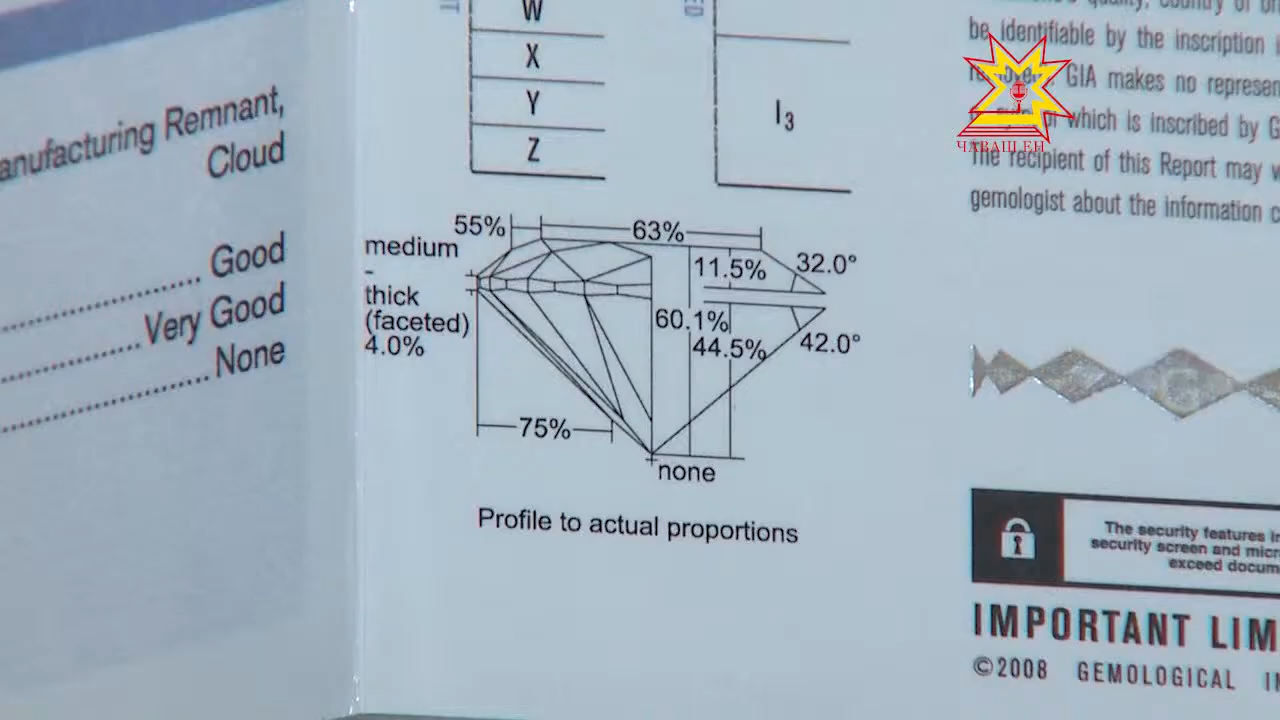 anufacturing Remnant,
Cloud
Good
Very Good
None
W
X
Y
Z
I3
55%
63%
medium
-
thick
(faceted)
4.0%
11.5%
32.0°
60.1%
44.5%
42.0°
75%
none
Profile to actual proportions
be identifiable by the inscription
GIA makes no represen
which is inscribed by G
The recipient of this Report may w
gemologist about the information c
ЧАВАШ ЕН
The security features in
security screen and micr
exceed docum
IMPORTANT LIM
©2008 GEMOLOGICAL IN